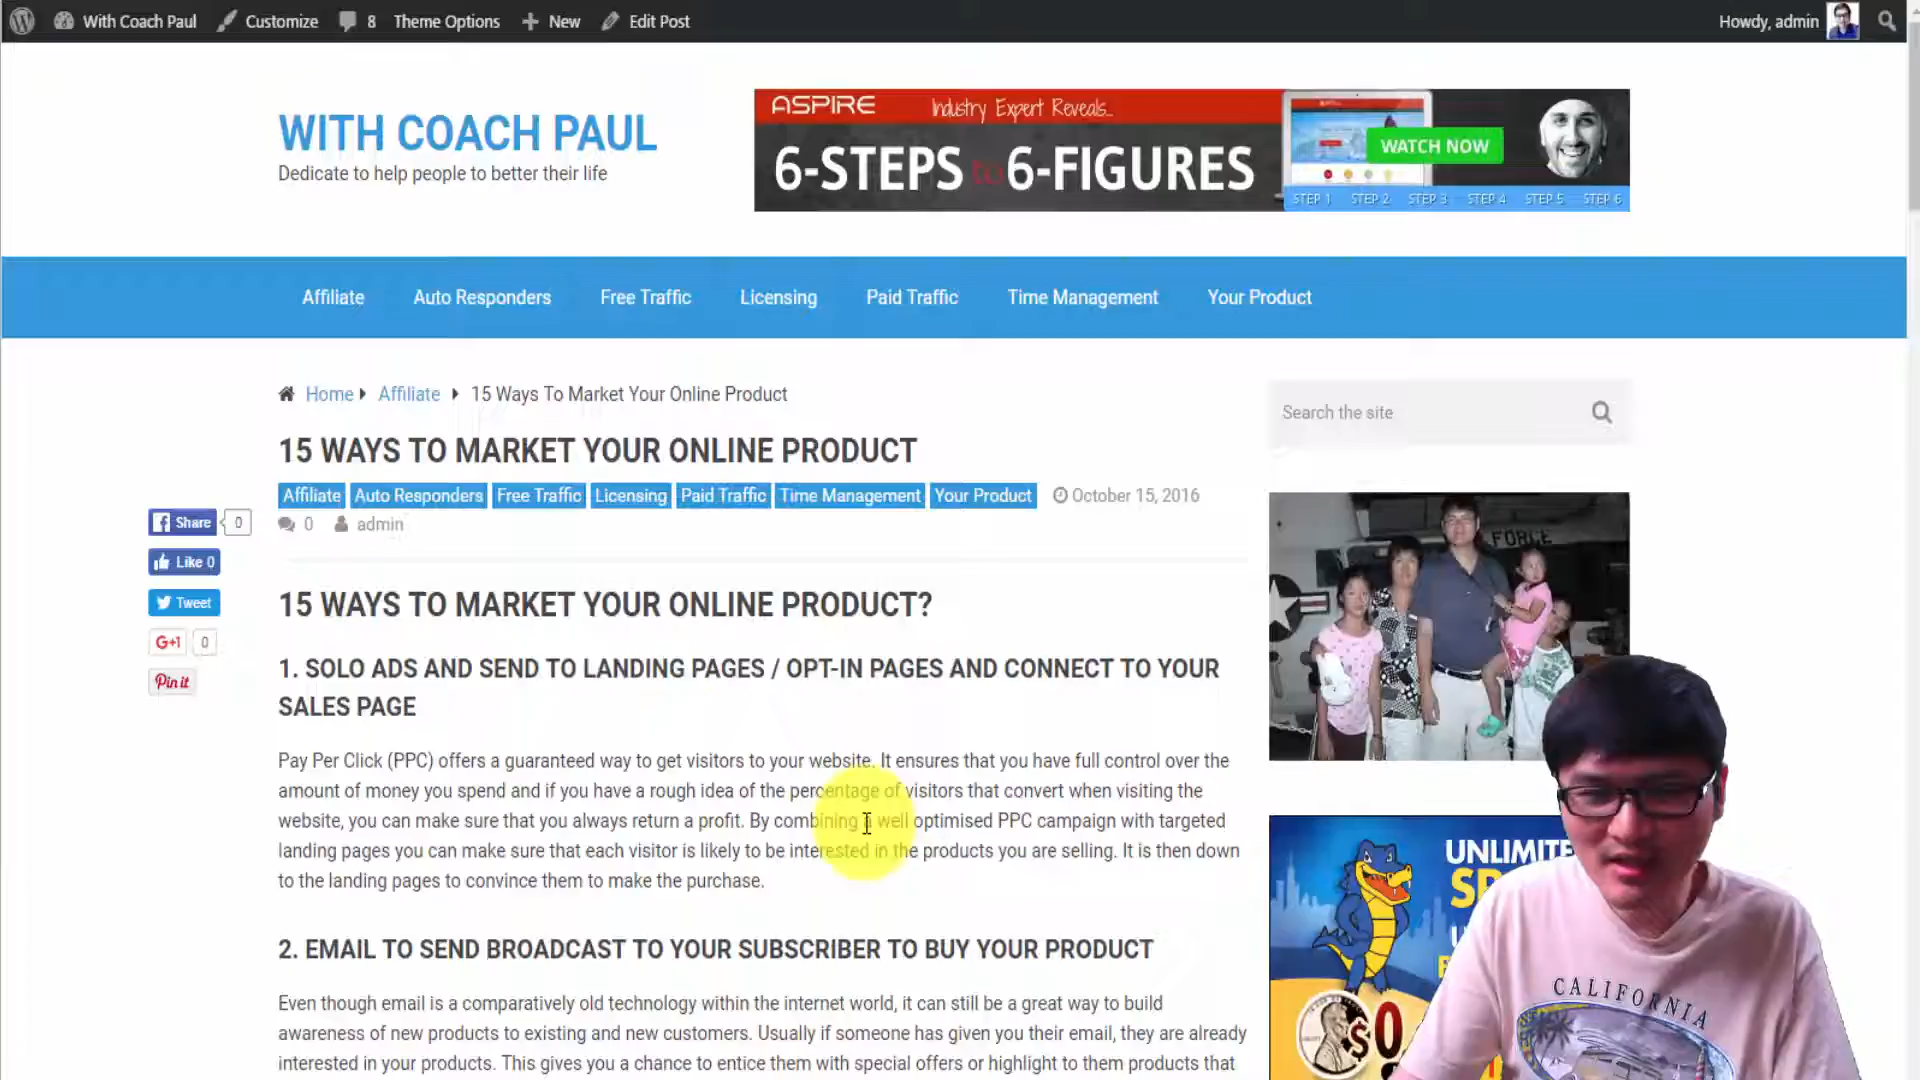 With Coach Paul Customize 8 Theme Options New Edit Post Howdy, admin
WITH COACH PAUL
Dedicate to help people to better their life
ASPIRE Industry Expert Reveals...
6-STEPS to 6-FIGURES
WATCH NOW
STEP 1 STEP 2 STEP 3 STEP 4 STEP 5 STEP 6
Affiliate Auto Responders Free Traffic Licensing Paid Traffic Time Management Your Product
Home Affiliate 15 Ways To Market Your Online Product
Search the site
15 WAYS TO MARKET YOUR ONLINE PRODUCT
Affiliate Auto Responders Free Traffic Licensing Paid Traffic Time Management Your Product October 15, 2016
0 admin
Share 0
Like 0
Tweet
G+1 0
Pin it
15 WAYS TO MARKET YOUR ONLINE PRODUCT?
1. SOLO ADS AND SEND TO LANDING PAGES / OPT-IN PAGES AND CONNECT TO YOUR
SALES PAGE
Pay Per Click (PPC) offers a guaranteed way to get visitors to your website. It ensures that you have full control over the
amount of money you spend and if you have a rough idea of the percentage of visitors that convert when visiting the
website, you can make sure that you always return a profit. By combining a well optimised PPC campaign with targeted
landing pages you can make sure that each visitor is likely to be interested in the products you are selling. It is then down
to the landing pages to convince them to make the purchase.
2. EMAIL TO SEND BROADCAST TO YOUR SUBSCRIBER TO BUY YOUR PRODUCT
Even though email is a comparatively old technology within the internet world, it can still be a great way to build
awareness of new products to existing and new customers. Usually if someone has given you their email, they are already
interested in your products. This gives you a chance to entice them with special offers or highlight to them products that
FORCE
UNLIMITE
SP
$0
CALIFORNIA